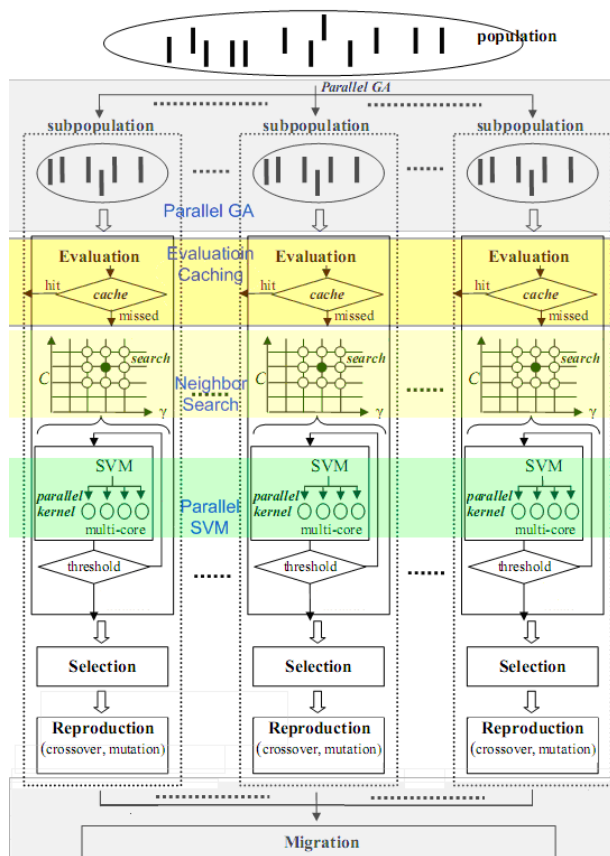 population
Parallel GA
subpopulation subpopulation subpopulation
Parallel GA
Evaluation Evaluation Evaluation
Evaluatioin
Caching
hit cache hit cache hit cache
missed missed missed
search search search
C C C
Neighbor
Search
γ γ γ
SVM SVM SVM
parallel parallel parallel
kernel kernel kernel
Parallel
SVM
multi-core multi-core multi-core
threshold threshold threshold
Selection Selection Selection
Reproduction Reproduction Reproduction
(crossover, mutation) (crossover, mutation) (crossover, mutation)
Migration